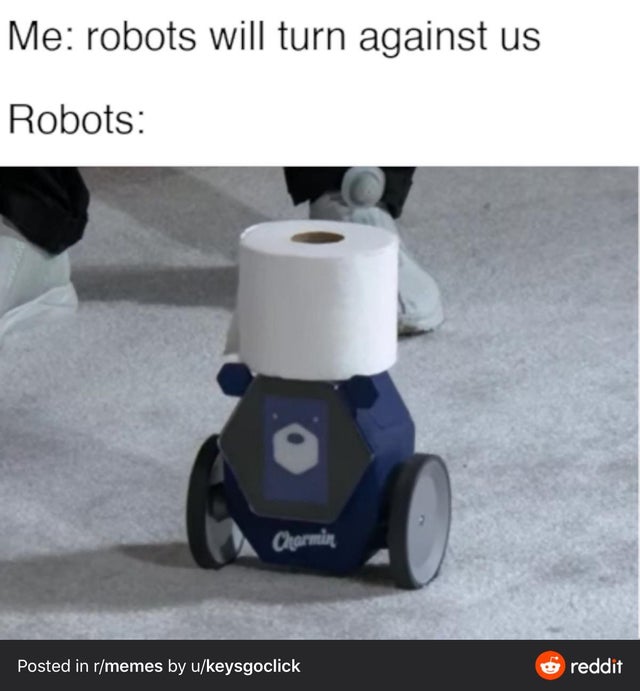 Me: robots will turn against us
Robots:
Charmin
Posted in r/memes by u/keysgoclick
reddit